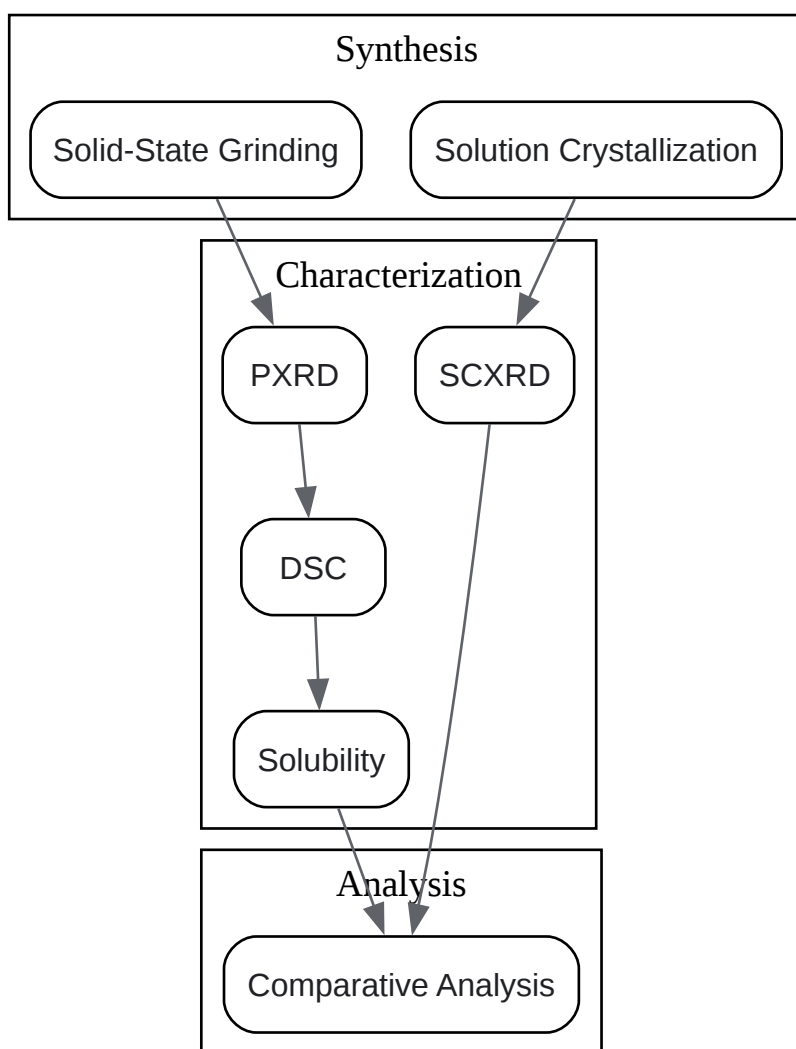 Synthesis
Solid-State Grinding
Solution Crystallization
Characterization
PXRD
SCXRD
DSC
Solubility
Analysis
Comparative Analysis